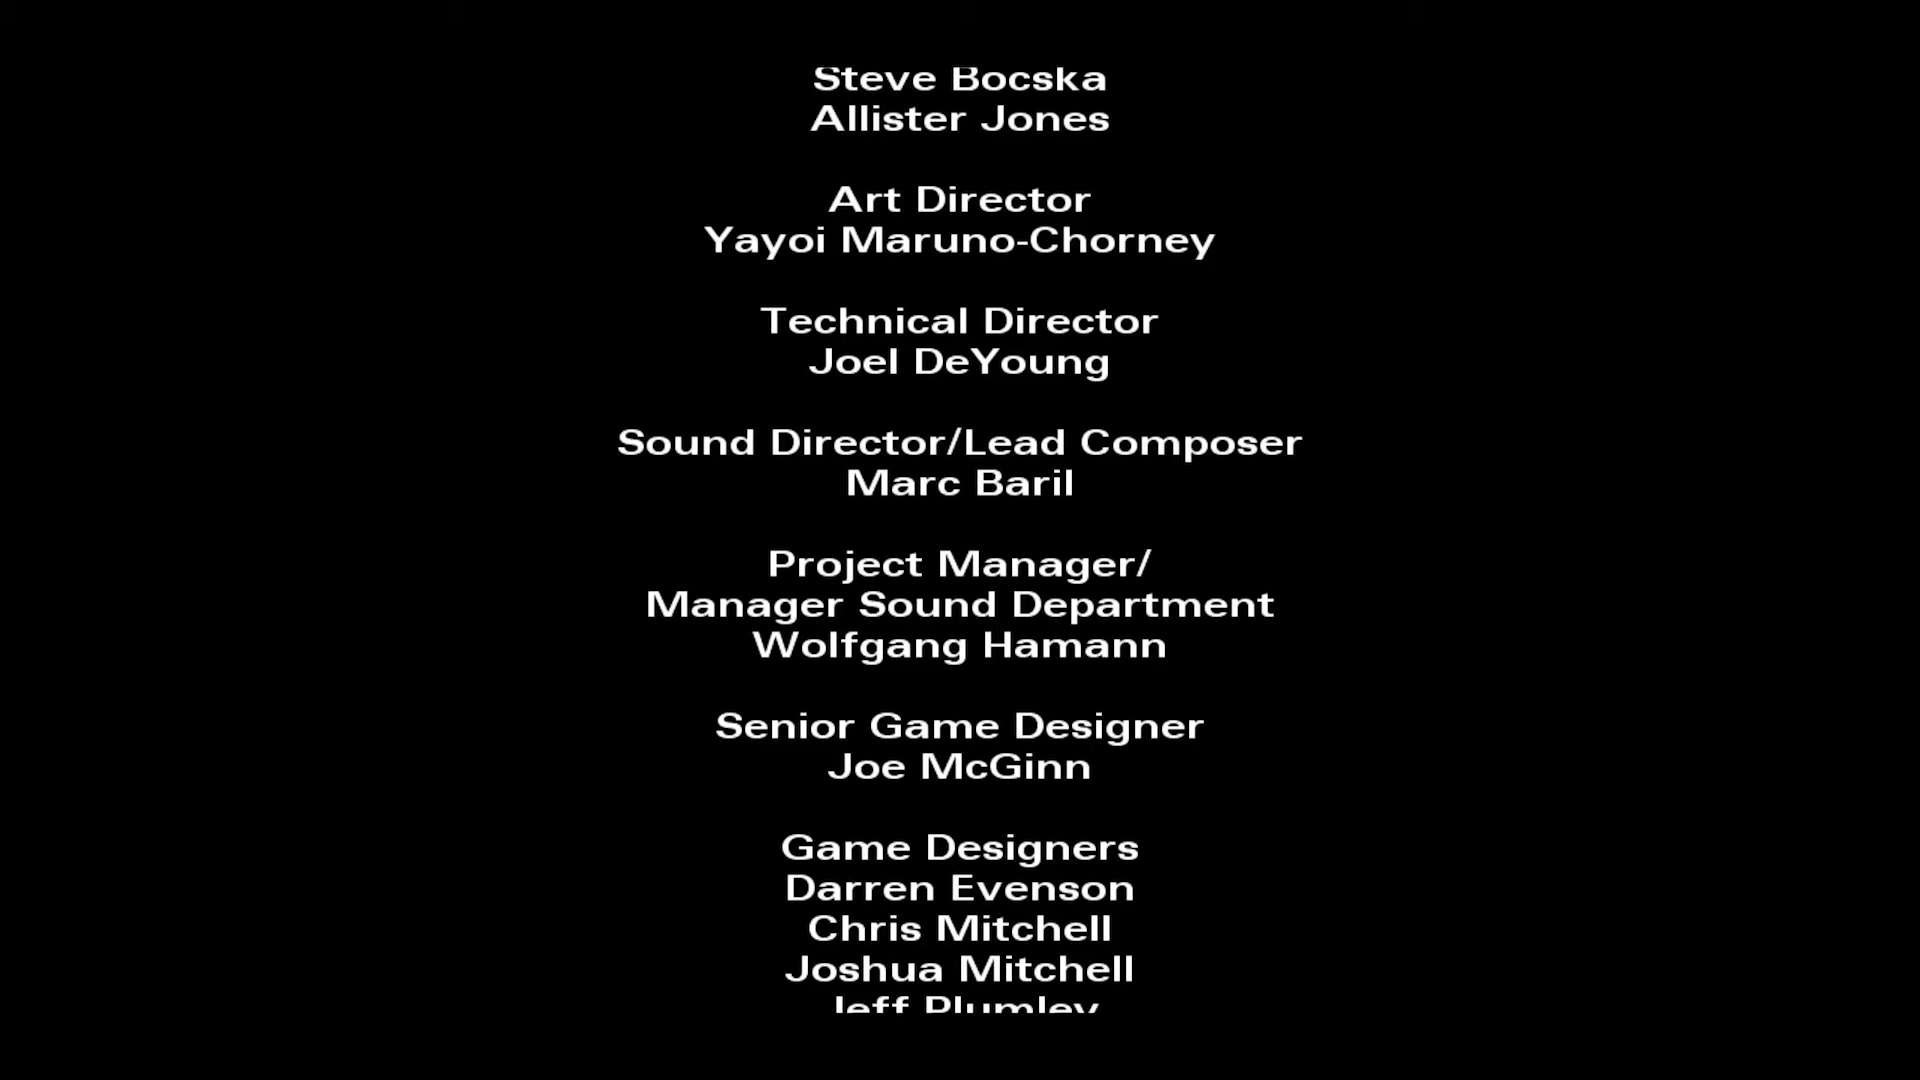 Steve Bocska
Allister Jones
Art Director
Yayoi Maruno-Chorney
Technical Director
Joel DeYoung
Sound Director/Lead Composer
Marc Baril
Project Manager/
Manager Sound Department
Wolfgang Hamann
Senior Game Designer
Joe McGinn
Game Designers
Darren Evenson
Chris Mitchell
Joshua Mitchell
Jeff Plumley